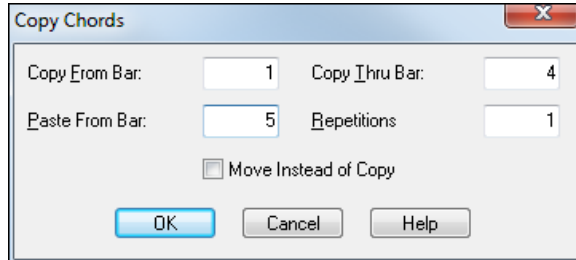 Copy Chords
Copy From Bar: 1 Copy Thru Bar: 4
Paste From Bar: 5 Repetitions 1
Move Instead of Copy
OK Cancel Help